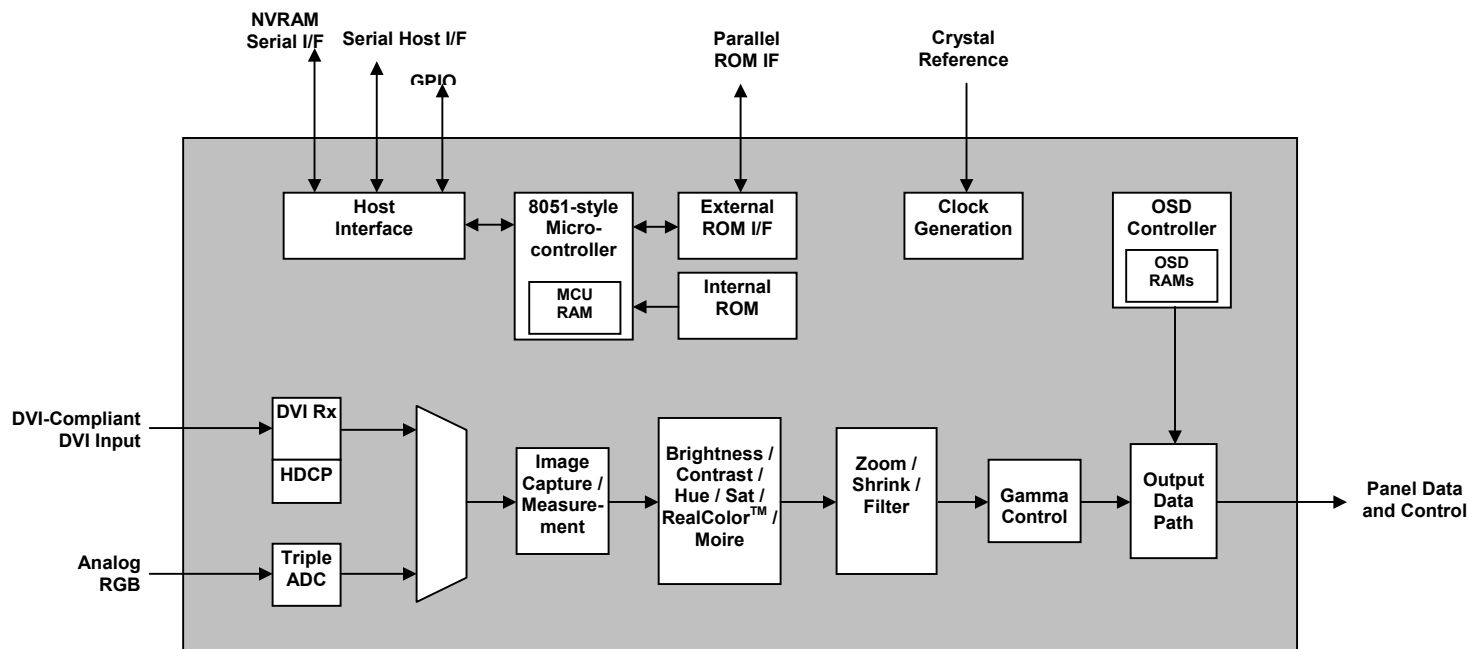 NVRAM
Serial I/F
Serial Host I/F
GPIO
Parallel
ROM IF
Crystal
Reference
Host
Interface
8051-style
Micro-
controller
MCU
RAM
External
ROM I/F
Internal
ROM
Clock
Generation
OSD
Controller
OSD
RAMs
DVI-Compliant
DVI Input
DVI Rx
HDCP
Analog
RGB
Triple
ADC
Image
Capture /
Measure-
ment
Brightness /
Contrast /
Hue / Sat /
RealColor™ /
Moire
Zoom /
Shrink /
Filter
Gamma
Control
Output
Data
Path
Panel Data
and Control